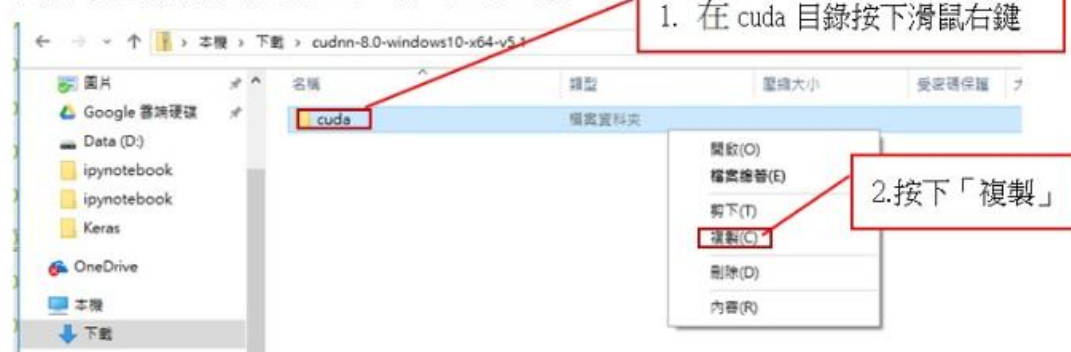 1. 在 cuda 目錄按下滑鼠右鍵
本機 › 下載 › cudnn-8.0-windows10-x64-v5.1
圖片
名稱
類型
壓縮大小
受密碼保護
Google 雲端硬碟
cuda
檔案資料夾
Data (D:)
ipynotebook
ipynotebook
Keras
OneDrive
本機
下載
開啟(O)
檔案總管(E)
剪下(T)
複製(C)
刪除(D)
內容(R)
2.按下「複製」